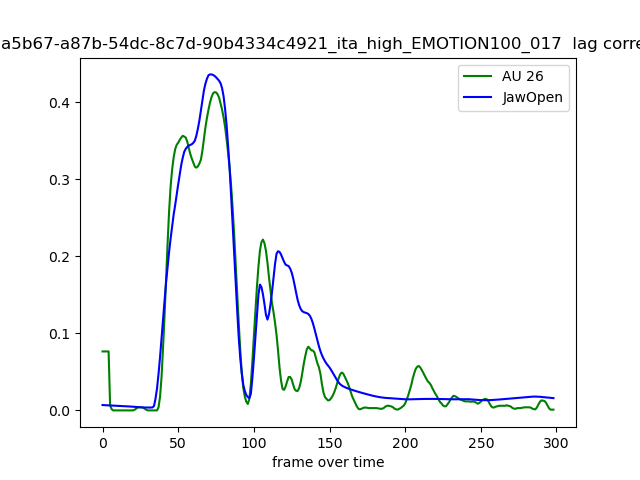 a5b67-a87b-54dc-8c7d-90b4334c4921_ita_high_EMOTION100_017 lag corre
AU 26
JawOpen
0.4
0.3
0.2
0.1
0.0
0 50 100 150 200 250 300
frame over time